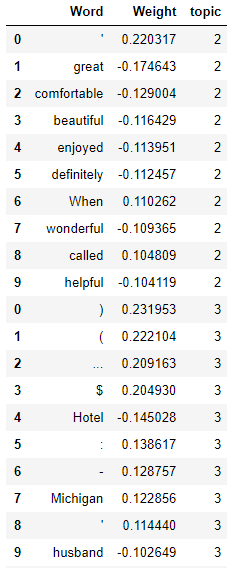 Word Weight topic
0 ' 0.220317 2
1 great -0.174643 2
2 comfortable -0.129004 2
3 beautiful -0.116429 2
4 enjoyed -0.113951 2
5 definitely -0.112457 2
6 When 0.110262 2
7 wonderful -0.109365 2
8 called 0.104809 2
9 helpful -0.104119 2
0 ) 0.231953 3
1 ( 0.222104 3
2 ... 0.209163 3
3 $ 0.204930 3
4 Hotel -0.145028 3
5 : 0.138617 3
6 - 0.128757 3
7 Michigan 0.122856 3
8 ' 0.114440 3
9 husband -0.102649 3